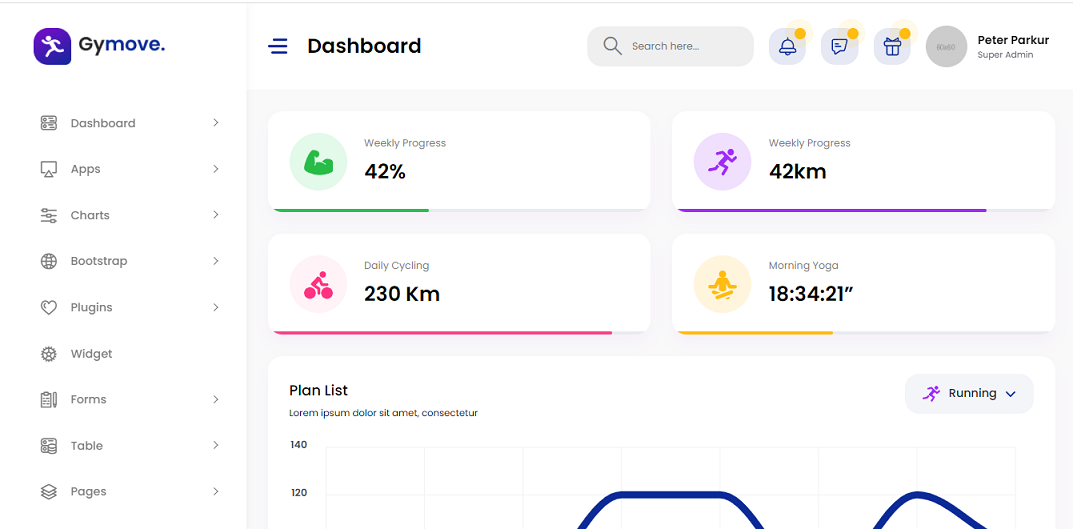 Gymove.
Dashboard
Search here...
60x60
Peter Parkur
Super Admin
Dashboard
Apps
Charts
Bootstrap
Plugins
Widget
Forms
Table
Pages
Weekly Progress
42%
Weekly Progress
42km
Daily Cycling
230 Km
Morning Yoga
18:34:21”
Plan List
Lorem ipsum dolor sit amet, consectetur
Running
140
120